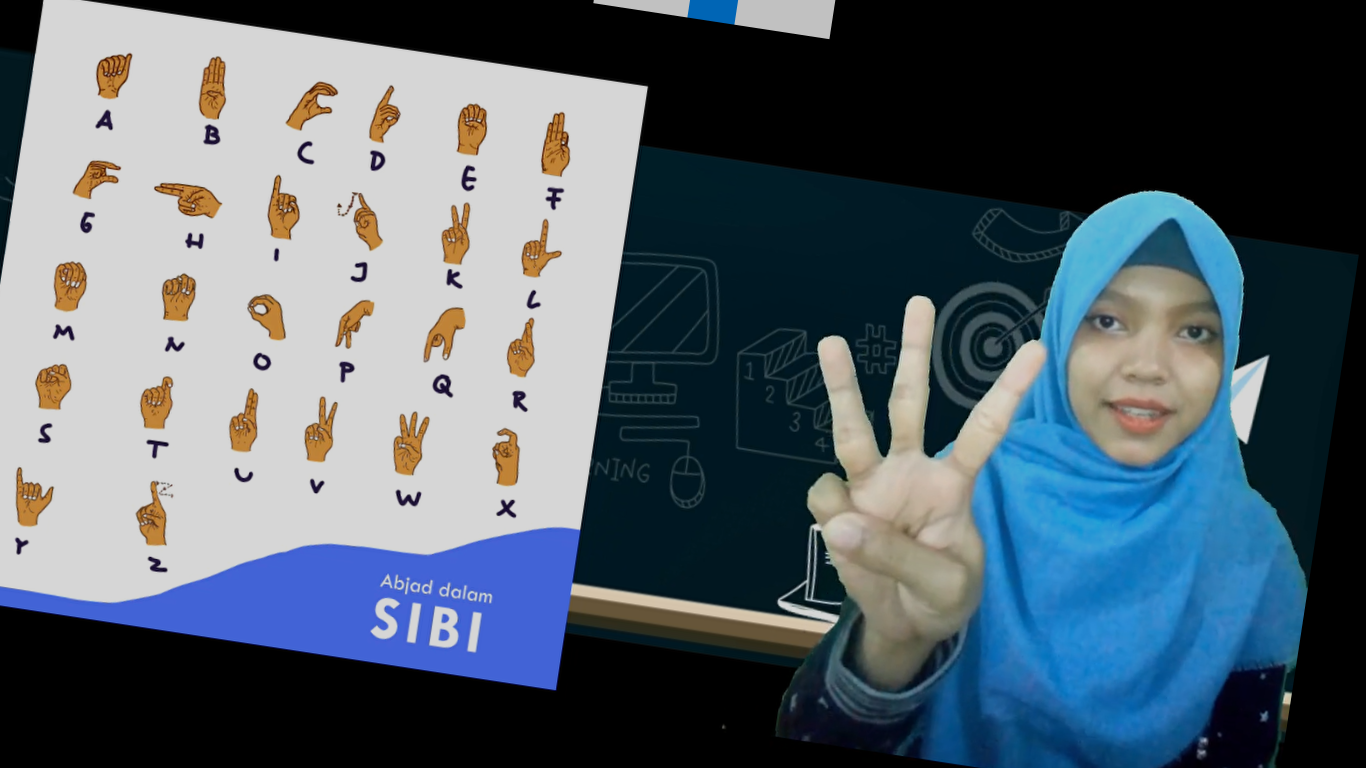 A B C D E F
G H I J K L
M N O P Q R
S T U V W X
Y Z
Abjad dalam
SIBI
1
2
3
4
#
NING